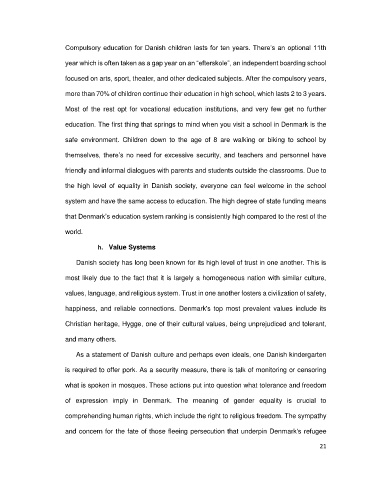 Compulsory education for Danish children lasts for ten years. There's an optional 11th
year which is often taken as a gap year on an "efterskole", an independent boarding school
focused on arts, sport, theater, and other dedicated subjects. After the compulsory years,
more than 70% of children continue their education in high school, which lasts 2 to 3 years.
Most of the rest opt for vocational education institutions, and very few get no further
education. The first thing that springs to mind when you visit a school in Denmark is the
safe environment. Children down to the age of 8 are walking or biking to school by
themselves, there's no need for excessive security, and teachers and personnel have
friendly and informal dialogues with parents and students outside the classrooms. Due to
the high level of equality in Danish society, everyone can feel welcome in the school
system and have the same access to education. The high degree of state funding means
that Denmark's education system ranking is consistently high compared to the rest of the
world.
h. Value Systems
Danish society has long been known for its high level of trust in one another. This is
most likely due to the fact that it is largely a homogeneous nation with similar culture,
values, language, and religious system. Trust in one another fosters a civilization of safety,
happiness, and reliable connections. Denmark's top most prevalent values include its
Christian heritage, Hygge, one of their cultural values, being unprejudiced and tolerant,
and many others.
As a statement of Danish culture and perhaps even ideals, one Danish kindergarten
is required to offer pork. As a security measure, there is talk of monitoring or censoring
what is spoken in mosques. These actions put into question what tolerance and freedom
of expression imply in Denmark. The meaning of gender equality is crucial to
comprehending human rights, which include the right to religious freedom. The sympathy
and concern for the fate of those fleeing persecution that underpin Denmark's refugee
21